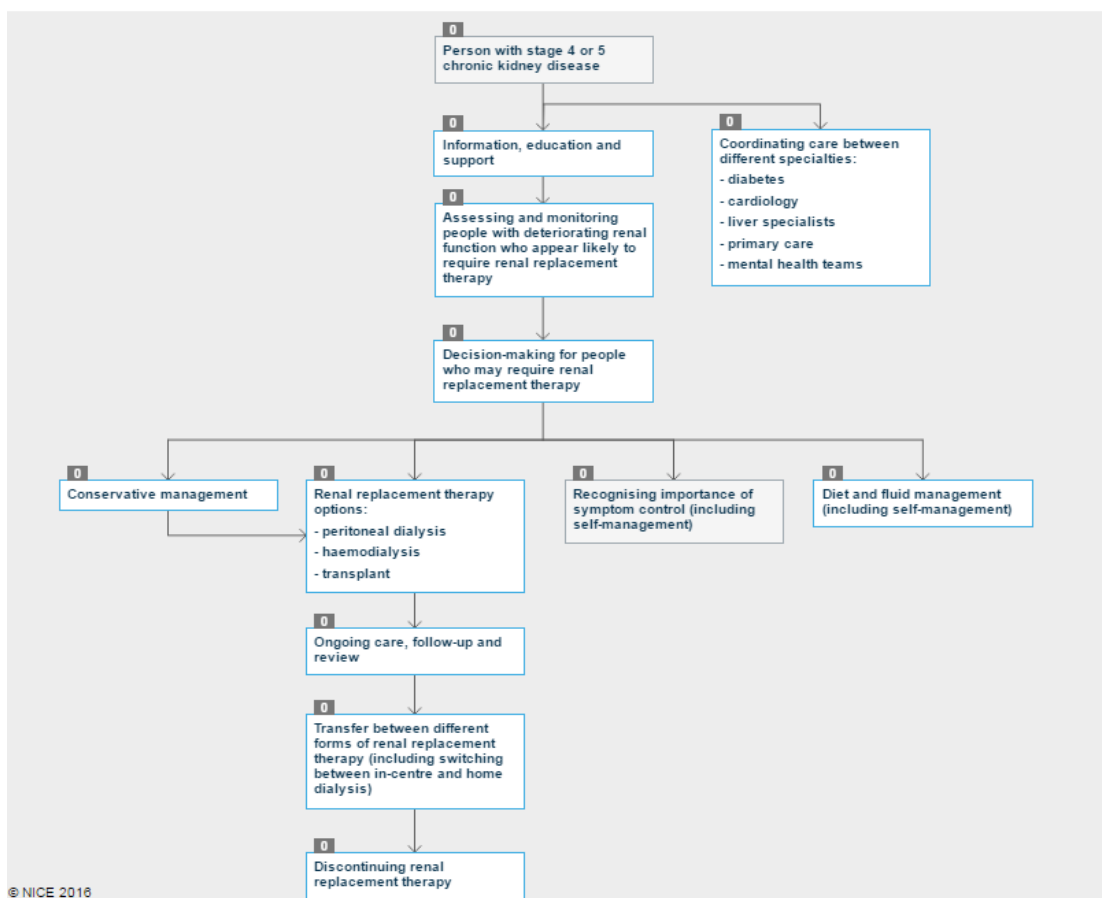 0
Person with stage 4 or 5
chronic kidney disease
0
Information, education and
support
0
Coordinating care between
different specialties:
- diabetes
- cardiology
- liver specialists
- primary care
- mental health teams
0
Assessing and monitoring
people with deteriorating renal
function who appear likely to
require renal replacement
therapy
0
Decision-making for people
who may require renal
replacement therapy
0
Conservative management
0
Renal replacement therapy
options:
- peritoneal dialysis
- haemodialysis
- transplant
0
Recognising importance of
symptom control (including
self-management)
0
Diet and fluid management
(including self-management)
0
Ongoing care, follow-up and
review
0
Transfer between different
forms of renal replacement
therapy (including switching
between in-centre and home
dialysis)
0
Discontinuing renal
replacement therapy
© NICE 2016